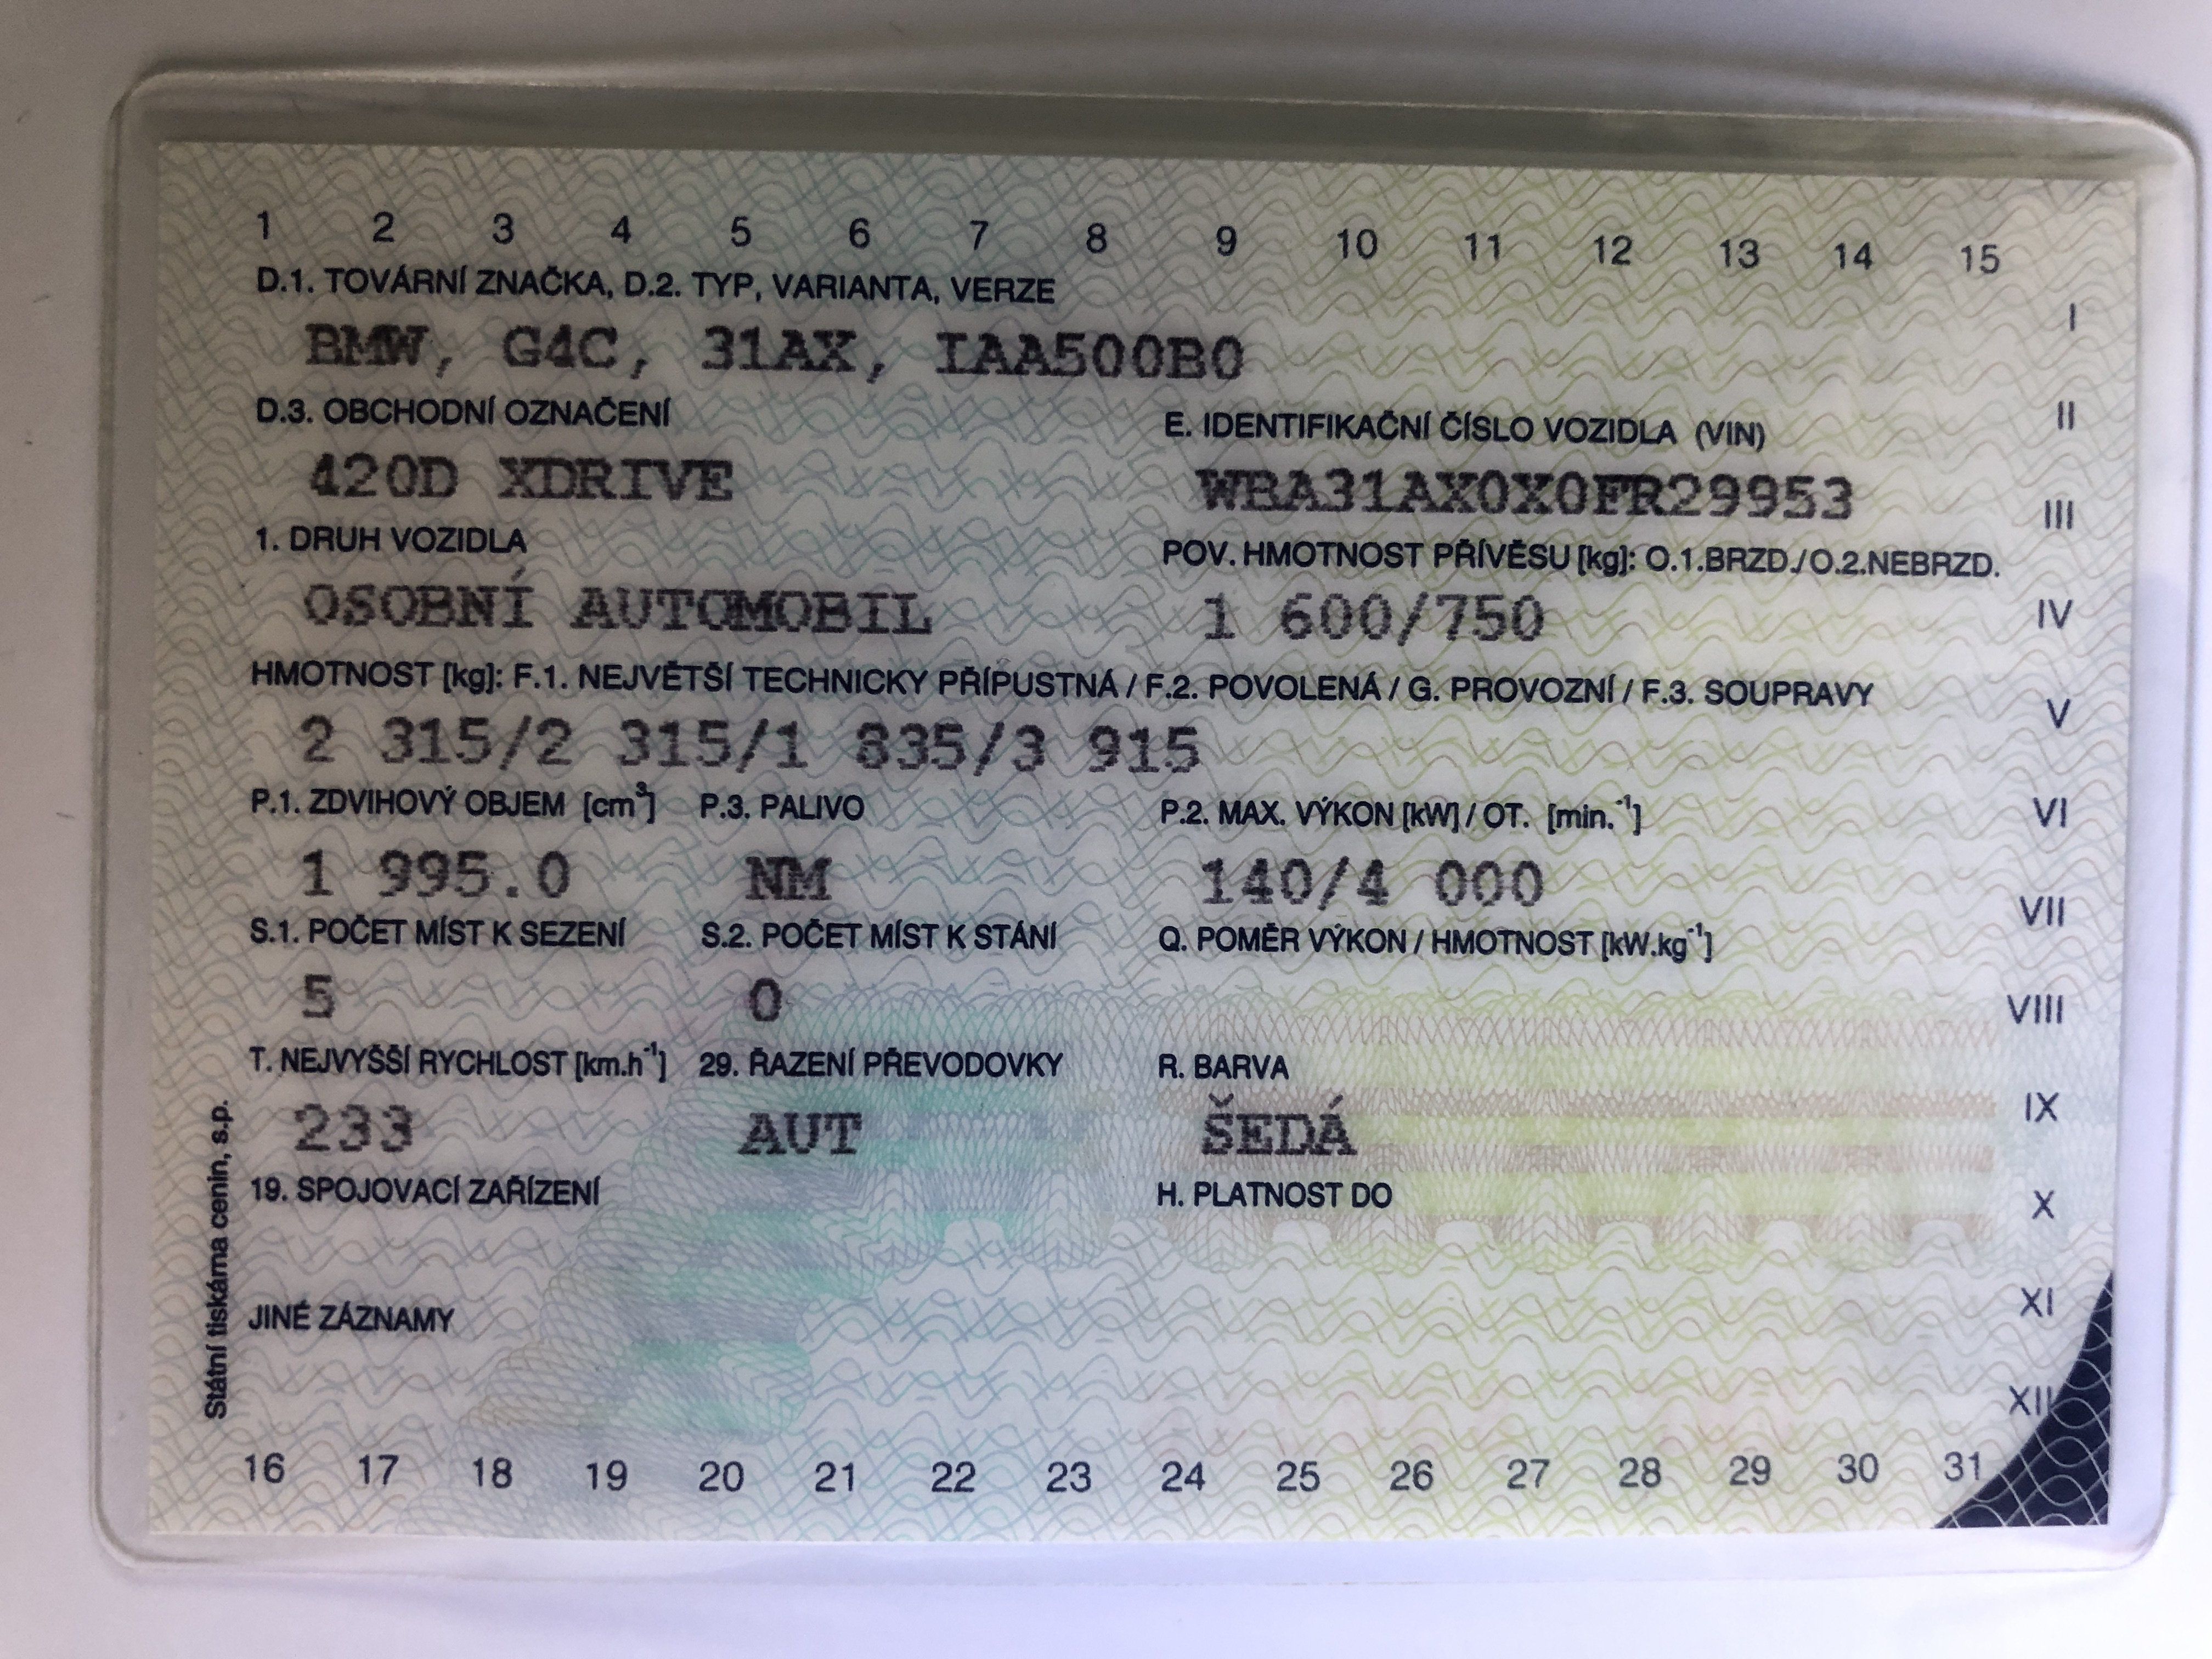 1 2 3 4 5 6 7 8 9 10 11 12 13 14 15
D.1. TOVÁRNÍ ZNAČKA, D.2. TYP, VARIANTA, VERZE
I
BMW, G4C, 31AX, IAA500B0
D.3. OBCHODNÍ OZNAČENÍ E. IDENTIFIKAČNÍ ČÍSLO VOZIDLA (VIN)
II
420D XDRIVE WBA31AX0X0FR29953
III
1. DRUH VOZIDLA POV. HMOTNOST PŘÍVĚSU [kg]: O.1.BRZD./O.2.NEBRZD.
OSOBNÍ AUTOMOBIL 1 600/750
IV
HMOTNOST [kg]: F.1. NEJVĚTŠÍ TECHNICKY PŘÍPUSTNÁ / F.2. POVOLENÁ / G. PROVOZNÍ / F.3. SOUPRAVY
V
2 315/2 315/1 835/3 915
P.1. ZDVIHOVÝ OBJEM [cm³] P.3. PALIVO P.2. MAX. VÝKON [kW] / OT. [min.⁻¹]
VI
1 995.0 NM 140/4 000
VII
S.1. POČET MÍST K SEZENÍ S.2. POČET MÍST K STÁNÍ Q. POMĚR VÝKON / HMOTNOST [kW.kg⁻¹]
5 0
VIII
T. NEJVYŠŠÍ RYCHLOST [km.h⁻¹] 29. ŘAZENÍ PŘEVODOVKY R. BARVA
IX
233 AUT ŠEDÁ
19. SPOJOVACÍ ZAŘÍZENÍ H. PLATNOST DO
X
XI
JINÉ ZÁZNAMY
XII
Státní tiskárna cenin, s.p.
16 17 18 19 20 21 22 23 24 25 26 27 28 29 30 31